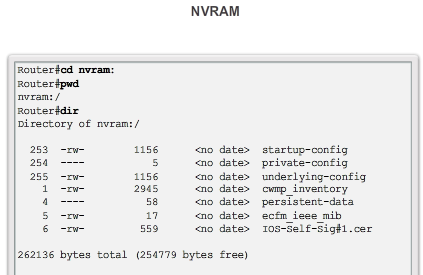 NVRAM
Router#cd nvram:
Router#pwd
nvram:/
Router#dir
Directory of nvram:/
253 -rw- 1156 <no date> startup-config
254 ---- 5 <no date> private-config
255 -rw- 1156 <no date> underlying-config
1 -rw- 2945 <no date> cwmp_inventory
4 ---- 58 <no date> persistent-data
5 -rw- 17 <no date> ecfm_ieee_mib
6 -rw- 559 <no date> IOS-Self-Sig#1.cer
262136 bytes total (254779 bytes free)